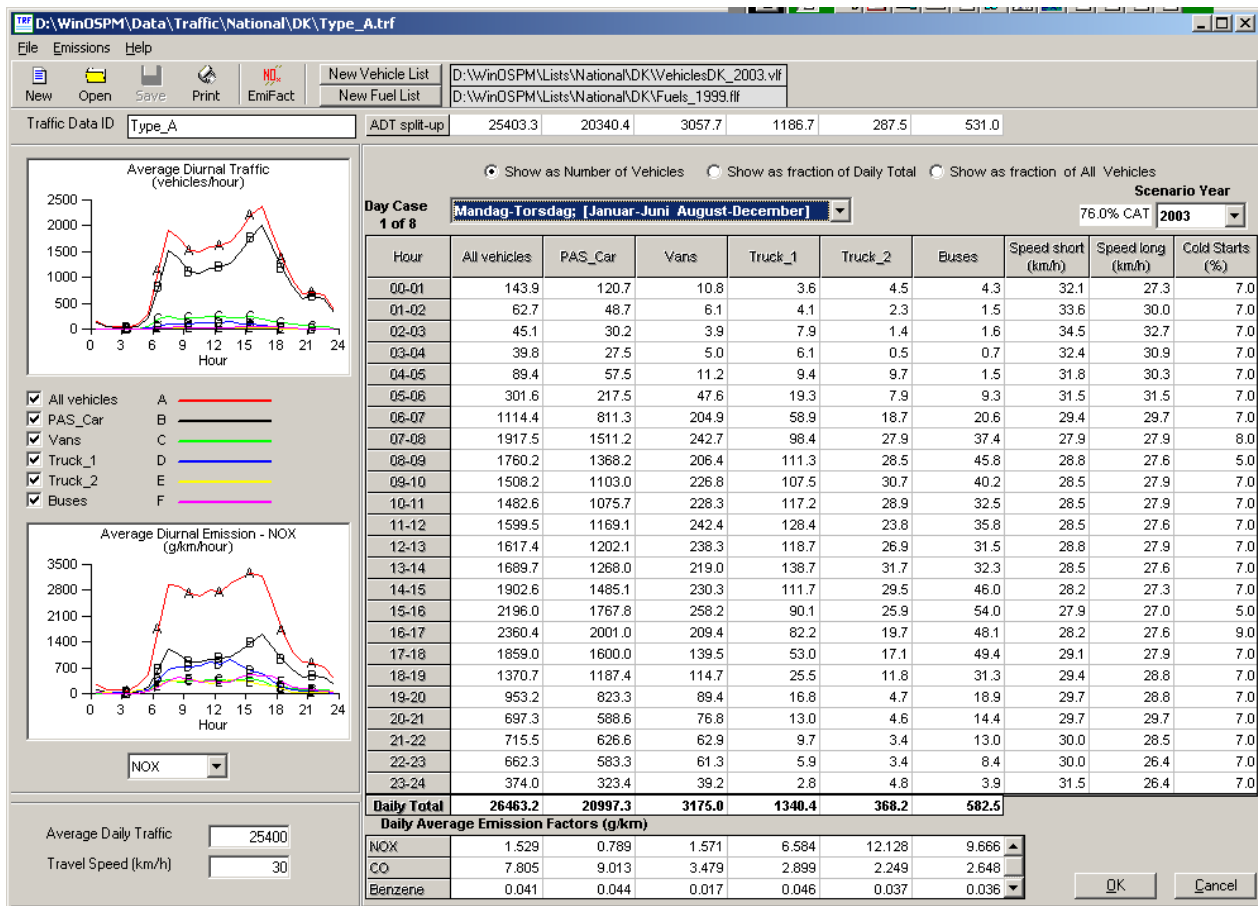 D:\WinOSPM\Data\Traffic\National\DK\Type_A.trf
File Emissions Help
New Open Save Print EmiFact
New Vehicle List D:\WinOSPM\Lists\National\DK\VehiclesDK_2003.vlf
New Fuel List D:\WinOSPM\Lists\National\DK\Fuels_1999.flf
Traffic Data ID Type_A ADT split-up 25403.3 20340.4 3057.7 1186.7 287.5 531.0
Average Diurnal Traffic
(vehicles/hour)
2500
2000
1500
1000
500
0
0 3 6 9 12 15 18 21 24
Hour
All vehicles A
PAS_Car B
Vans C
Truck_1 D
Truck_2 E
Buses F
Average Diurnal Emission - NOX
(g/km/hour)
3500
2800
2100
1400
700
0
0 3 6 9 12 15 18 21 24
Hour
NOX
Average Daily Traffic 25400
Travel Speed (km/h) 30
Show as Number of Vehicles Show as fraction of Daily Total Show as fraction of All Vehicles
Day Case
1 of 8
Mandag-Torsdag; [Januar-Juni August-December]
Scenario Year
76.0% CAT 2003
Hour All vehicles PAS_Car Vans Truck_1 Truck_2 Buses Speed short (km/h) Speed long (km/h) Cold Starts (%)
00-01 143.9 120.7 10.8 3.6 4.5 4.3 32.1 27.3 7.0
01-02 62.7 48.7 6.1 4.1 2.3 1.5 33.6 30.0 7.0
02-03 45.1 30.2 3.9 7.9 1.4 1.6 34.5 32.7 7.0
03-04 39.8 27.5 5.0 6.1 0.5 0.7 32.4 30.9 7.0
04-05 89.4 57.5 11.2 9.4 9.7 1.5 31.8 30.3 7.0
05-06 301.6 217.5 47.6 19.3 7.9 9.3 31.5 31.5 7.0
06-07 1114.4 811.3 204.9 58.9 18.7 20.6 29.4 29.7 7.0
07-08 1917.5 1511.2 242.7 98.4 27.9 37.4 27.9 27.9 8.0
08-09 1760.2 1368.2 206.4 111.3 28.5 45.8 28.8 27.6 5.0
09-10 1508.2 1103.0 226.8 107.5 30.7 40.2 28.5 27.9 7.0
10-11 1482.6 1075.7 228.3 117.2 28.9 32.5 28.5 27.9 7.0
11-12 1599.5 1169.1 242.4 128.4 23.8 35.8 28.5 27.6 7.0
12-13 1617.4 1202.1 238.3 118.7 26.9 31.5 28.8 27.9 7.0
13-14 1689.7 1268.0 219.0 138.7 31.7 32.3 28.5 27.6 7.0
14-15 1902.6 1485.1 230.3 111.7 29.5 46.0 28.2 27.3 7.0
15-16 2196.0 1767.8 258.2 90.1 25.9 54.0 27.9 27.0 5.0
16-17 2360.4 2001.0 209.4 82.2 19.7 48.1 28.2 27.6 9.0
17-18 1859.0 1600.0 139.5 53.0 17.1 49.4 29.1 27.9 7.0
18-19 1370.7 1187.4 114.7 25.5 11.8 31.3 29.4 28.8 7.0
19-20 953.2 823.3 89.4 16.8 4.7 18.9 29.7 28.8 7.0
20-21 697.3 588.6 76.8 13.0 4.6 14.4 29.7 29.7 7.0
21-22 715.5 626.6 62.9 9.7 3.4 13.0 30.0 28.5 7.0
22-23 662.3 583.3 61.3 5.9 3.4 8.4 30.0 26.4 7.0
23-24 374.0 323.4 39.2 2.8 4.8 3.9 31.5 26.4 7.0
Daily Total 26463.2 20997.3 3175.0 1340.4 368.2 582.5
Daily Average Emission Factors (g/km)
NOX 1.529 0.789 1.571 6.584 12.128 9.666
CO 7.805 9.013 3.479 2.899 2.249 2.648
Benzene 0.041 0.044 0.017 0.046 0.037 0.036
OK Cancel